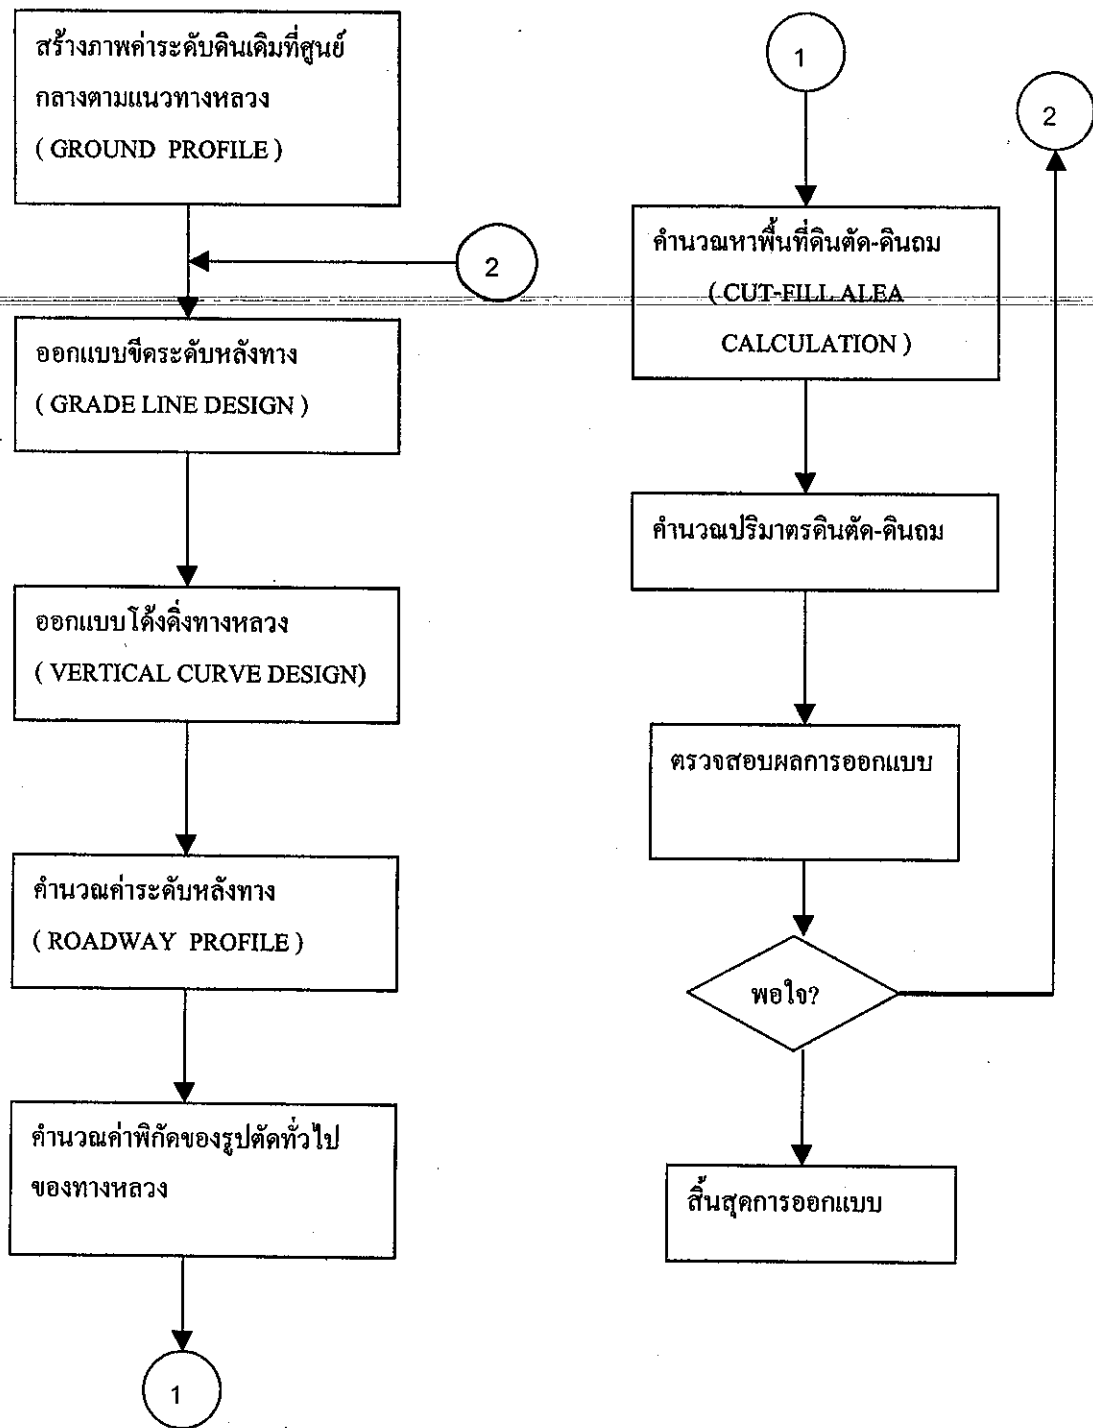 สร้างภาพค่าระดับดินเดิมที่ศูนย์
กลางตามแนวทางหลวง
( GROUND PROFILE )
2
ออกแบบขีดระดับหลังทาง
( GRADE LINE DESIGN )
ออกแบบโค้งดิ่งทางหลวง
( VERTICAL CURVE DESIGN)
คำนวณค่าระดับหลังทาง
( ROADWAY PROFILE )
คำนวณค่าพิกัดของรูปตัดทั่วไป
ของทางหลวง
1
1
2
คำนวณหาพื้นที่ดินตัด-ดินถม
( CUT-FILL ALEA
CALCULATION )
คำนวณปริมาตรดินตัด-ดินถม
ตรวจสอบผลการออกแบบ
พอใจ?
สิ้นสุดการออกแบบ